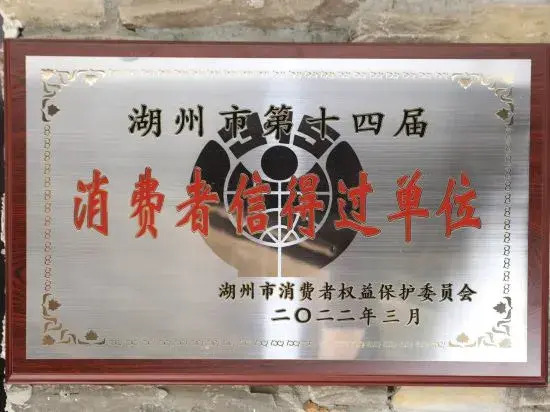 湖州市第十四届
消费者信得过单位
湖州市消费者权益保护委员会
二〇二二年三月